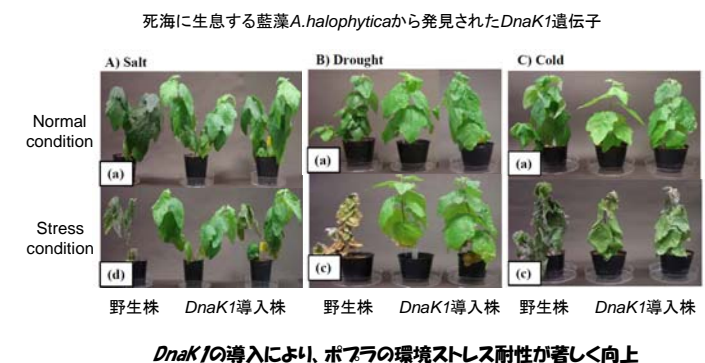 死海に生息する藍藻A.halophyticaから発見されたDnaK1遺伝子
A) Salt
B) Drought
C) Cold
Normal
condition
(a)
(a)
(a)
Stress
condition
(d)
(c)
(c)
野生株 DnaK1導入株
野生株 DnaK1導入株
野生株 DnaK1導入株
DnaK1の導入により、ポプラの環境ストレス耐性が著しく向上